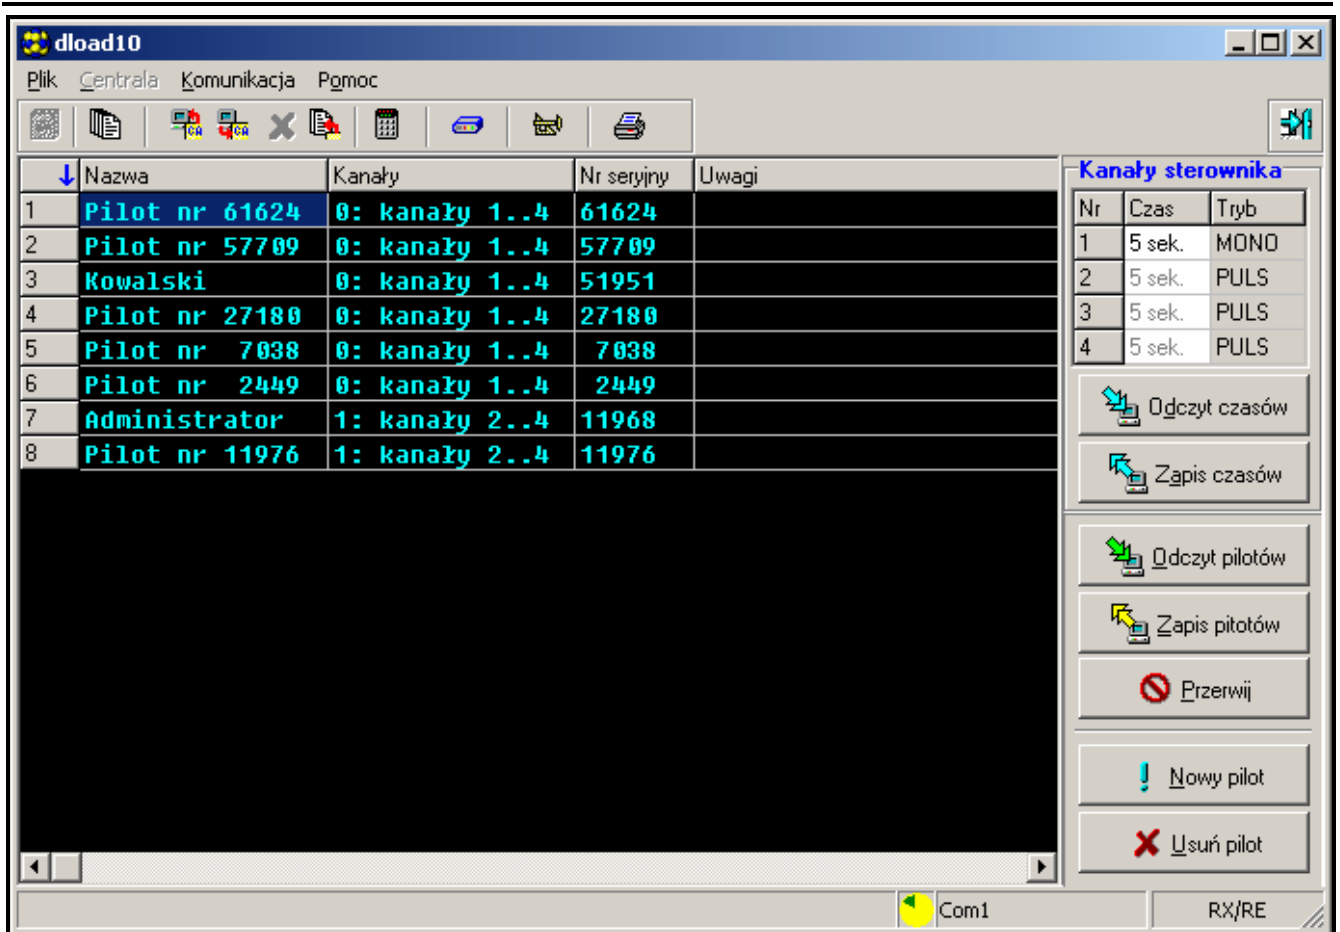 dload10
Plik Centrala Komunikacja Pomoc
CA CA
Nazwa Kanały Nr seryjny Uwagi
1 Pilot nr 61624 0: kanały 1..4 61624
2 Pilot nr 57709 0: kanały 1..4 57709
3 Kowalski 0: kanały 1..4 51951
4 Pilot nr 27180 0: kanały 1..4 27180
5 Pilot nr 7038 0: kanały 1..4 7038
6 Pilot nr 2449 0: kanały 1..4 2449
7 Administrator 1: kanały 2..4 11968
8 Pilot nr 11976 1: kanały 2..4 11976
Kanały sterownika
Nr Czas Tryb
1 5 sek. MONO
2 5 sek. PULS
3 5 sek. PULS
4 5 sek. PULS
Odczyt czasów
Zapis czasów
Odczyt pilotów
Zapis pitotów
Przerwij
Nowy pilot
Usuń pilot
Com1 RX/RE